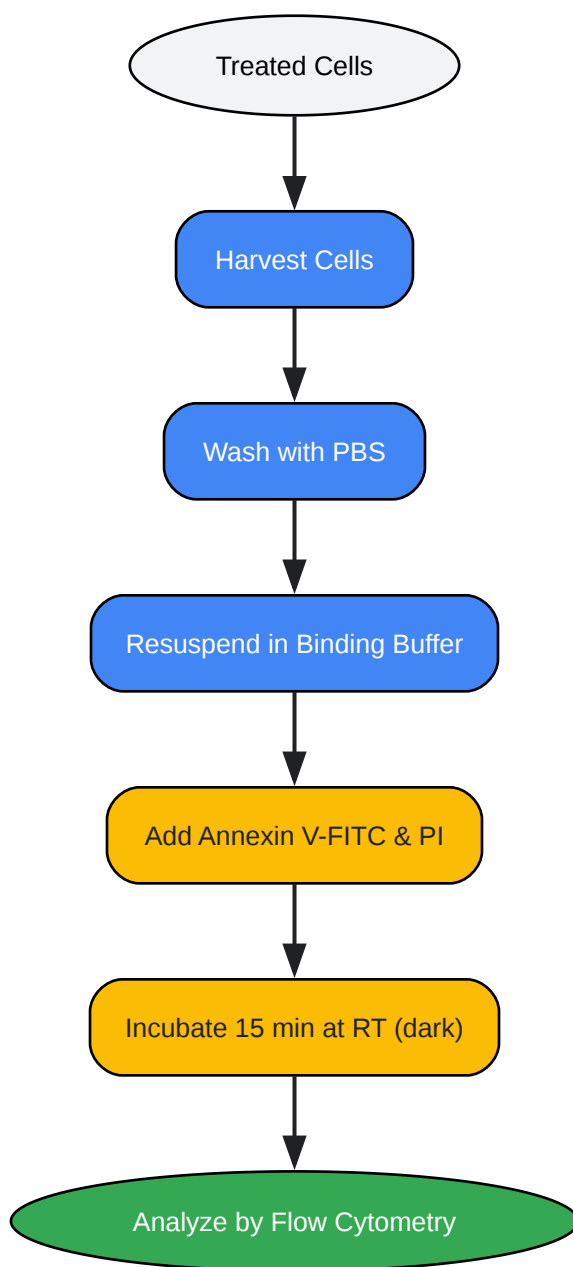 Treated Cells
Harvest Cells
Wash with PBS
Resuspend in Binding Buffer
Add Annexin V-FITC & PI
Incubate 15 min at RT (dark)
Analyze by Flow Cytometry